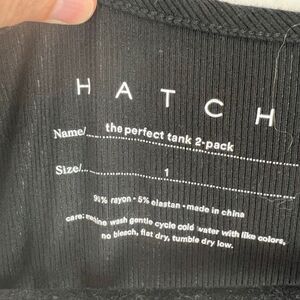 HATCH
Name/ the perfect tank 2-pack
Size/ 1
rayon • 5% elastan • made in china
care: machine wash gentle cycle cold water with like colors,
no bleach, flat dry, tumble dry low.